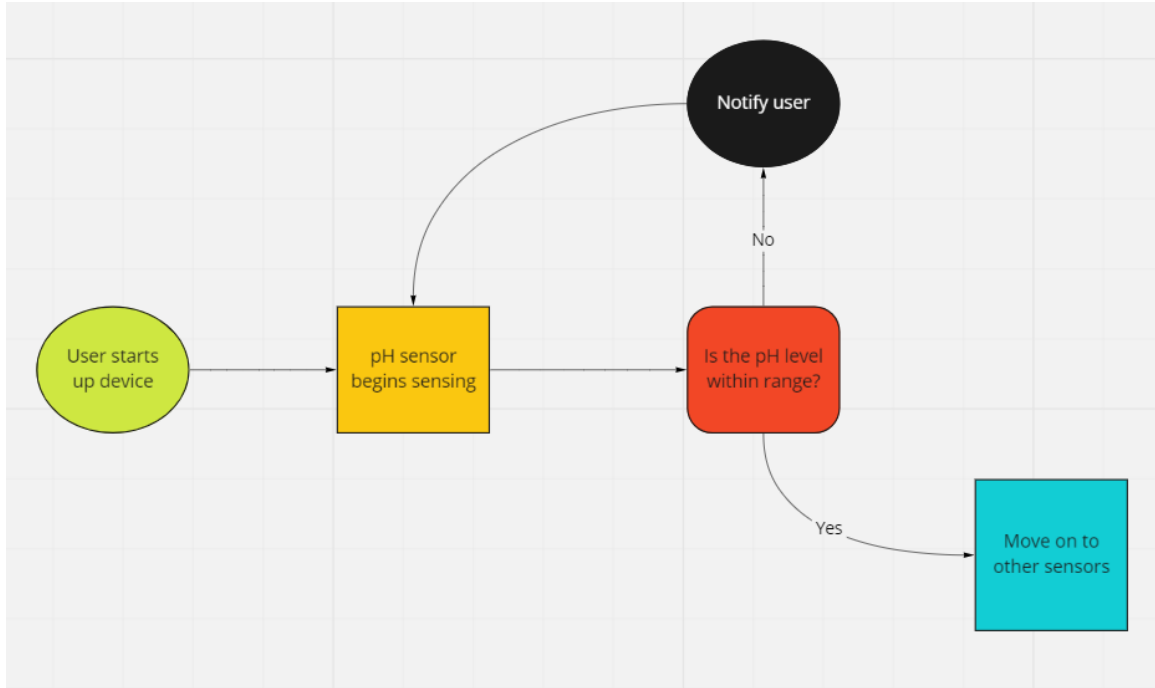 Notify user
No
User starts
up device
pH sensor
begins sensing
Is the pH level
within range?
Yes
Move on to
other sensors